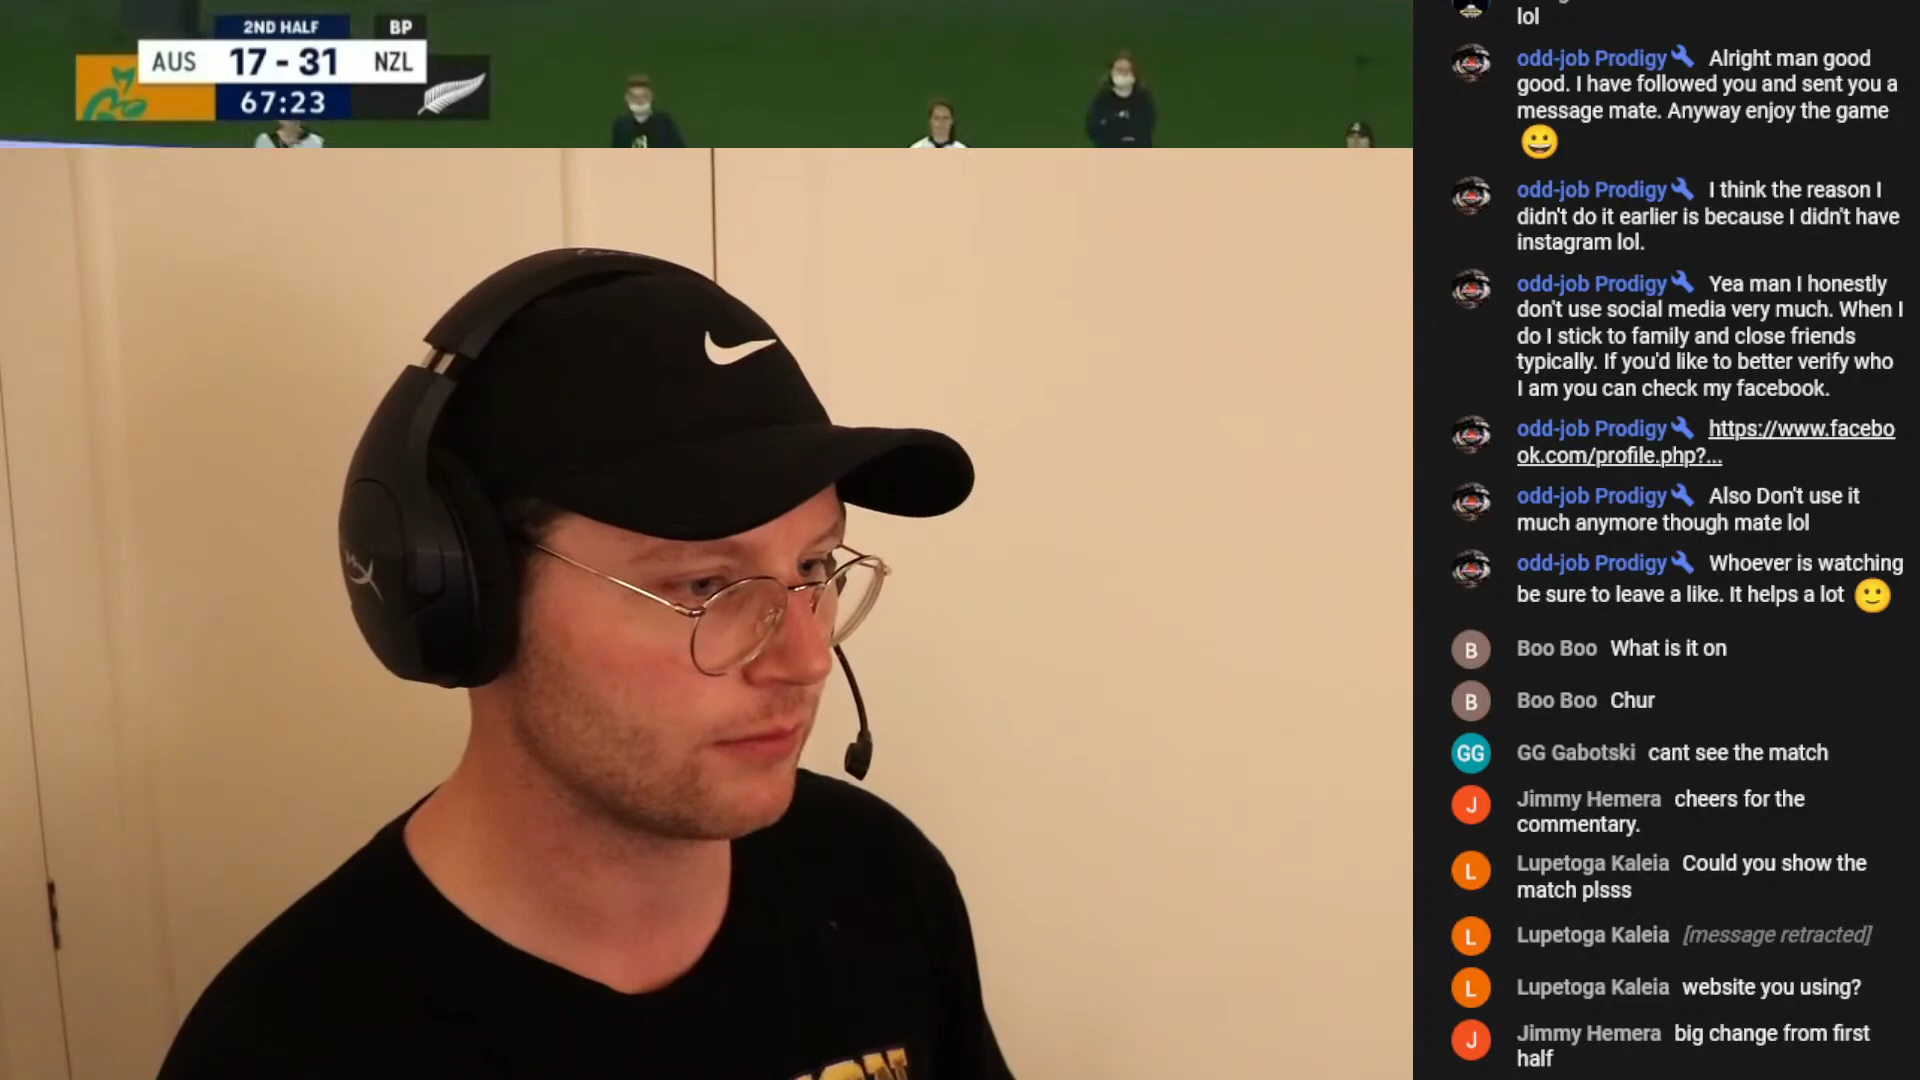 2ND HALF BP
AUS 17 - 31 NZL
67:23
lol
odd-job Prodigy Alright man good
good. I have followed you and sent you a
message mate. Anyway enjoy the game
odd-job Prodigy I think the reason I
didn't do it earlier is because I didn't have
instagram lol.
odd-job Prodigy Yea man I honestly
don't use social media very much. When I
do I stick to family and close friends
typically. If you'd like to better verify who
I am you can check my facebook.
odd-job Prodigy https://www.facebo
ok.com/profile.php?...
odd-job Prodigy Also Don't use it
much anymore though mate lol
odd-job Prodigy Whoever is watching
be sure to leave a like. It helps a lot
B Boo Boo What is it on
B Boo Boo Chur
GG GG Gabotski cant see the match
J Jimmy Hemera cheers for the
commentary.
L Lupetoga Kaleia Could you show the
match plsss
L Lupetoga Kaleia [message retracted]
L Lupetoga Kaleia website you using?
J Jimmy Hemera big change from first
half